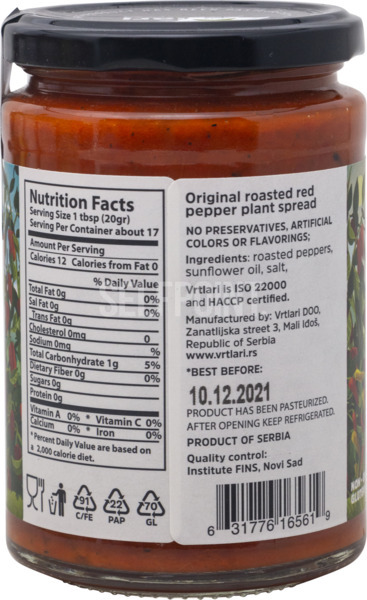 Nutrition Facts
Serving Size 1 tbsp (20gr)
Serving Per Container about 17
Amount Per Serving
Calories 12 Calories from Fat 0
% Daily Value
Total Fat 0g 0%
Sal Fat 0g 0%
Trans Fat 0g
Cholesterol 0mg 0
Sodium 0mg %
Total Carbohydrate 1g 5%
Dietary Fiber 0g 0%
Sugars 0g
Protein 0g
Vitamin A 0% * Vitamin C 0%
Calcium 0% * Iron 0%
* Percent Daily Value are based on
a 2,000 calorie diet.
91 22 70
C/FE PAP GL
Original roasted red
pepper plant spread
NO PRESERVATIVES, ARTIFICIAL
COLORS OR FLAVORINGS;
Ingredients: roasted peppers,
sunflower oil, salt,
Vrtlari Is ISO 22000
and HACCP certified.
Manufactured by: Vrtlari DOO,
Zanatlijska street 3, Mali Idoš,
Republic of Serbia
www.vrtlari.rs
*BEST BEFORE:
10.12.2021
PRODUCT HAS BEEN PASTEURIZED.
AFTER OPENING KEEP REFRIGERATED.
PRODUCT OF SERBIA
Quality control:
Institute FINS, Novi Sad
6 31776 16561 9